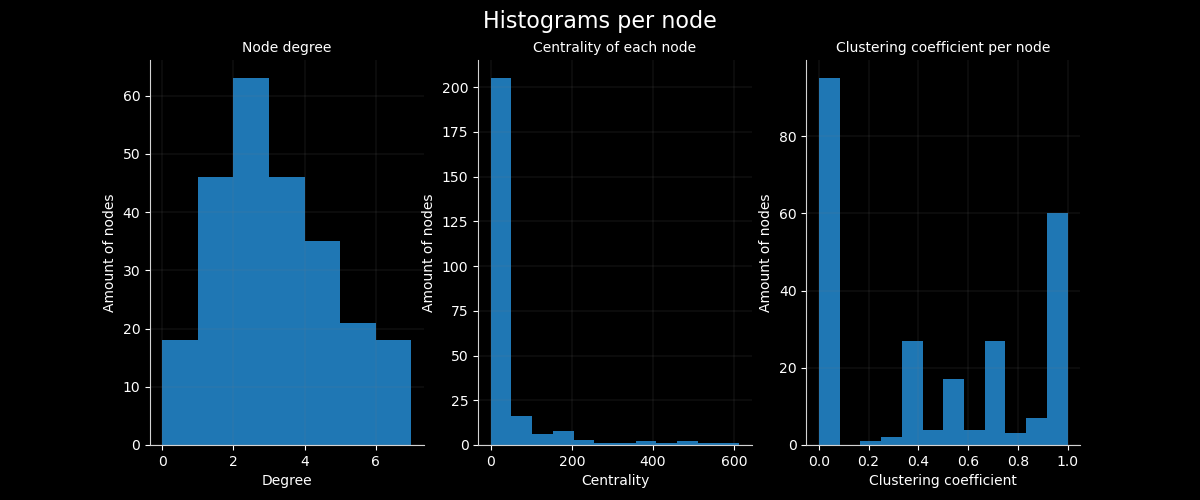 Histograms per node
Node degree
Amount of nodes
60
50
40
30
20
10
0
0 2 4 6
Degree
Centrality of each node
Amount of nodes
200
175
150
125
100
75
50
25
0
0 200 400 600
Centrality
Clustering coefficient per node
Amount of nodes
80
60
40
20
0
0.0 0.2 0.4 0.6 0.8 1.0
Clustering coefficient